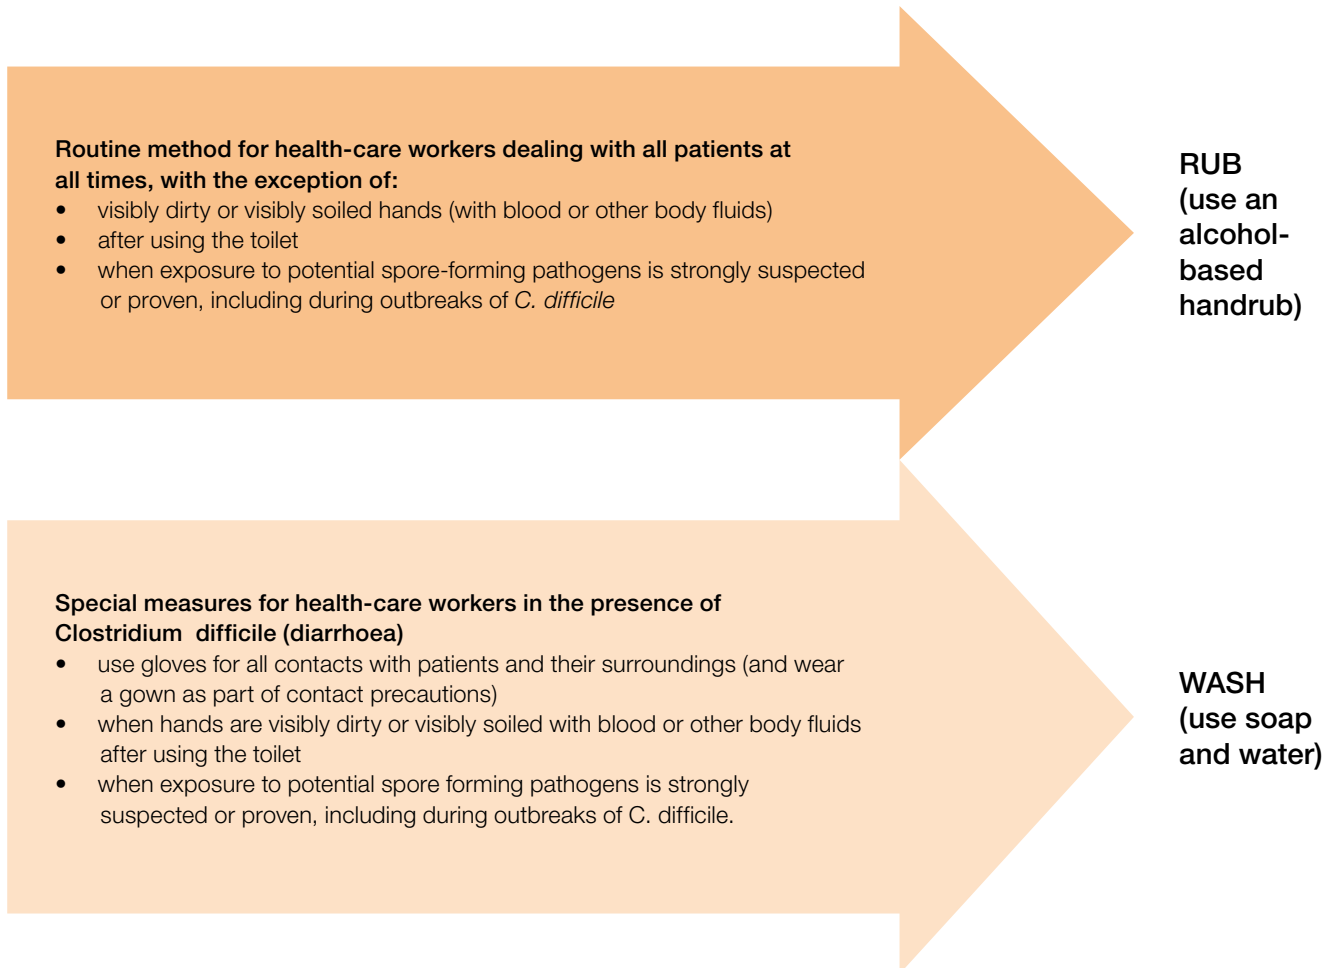 Routine method for health-care workers dealing with all patients at
all times, with the exception of:
• visibly dirty or visibly soiled hands (with blood or other body fluids)
• after using the toilet
• when exposure to potential spore-forming pathogens is strongly suspected
or proven, including during outbreaks of C. difficile
RUB
(use an
alcohol-
based
handrub)
Special measures for health-care workers in the presence of
Clostridium difficile (diarrhoea)
• use gloves for all contacts with patients and their surroundings (and wear
a gown as part of contact precautions)
• when hands are visibly dirty or visibly soiled with blood or other body fluids
after using the toilet
• when exposure to potential spore forming pathogens is strongly
suspected or proven, including during outbreaks of C. difficile.
WASH
(use soap
and water)